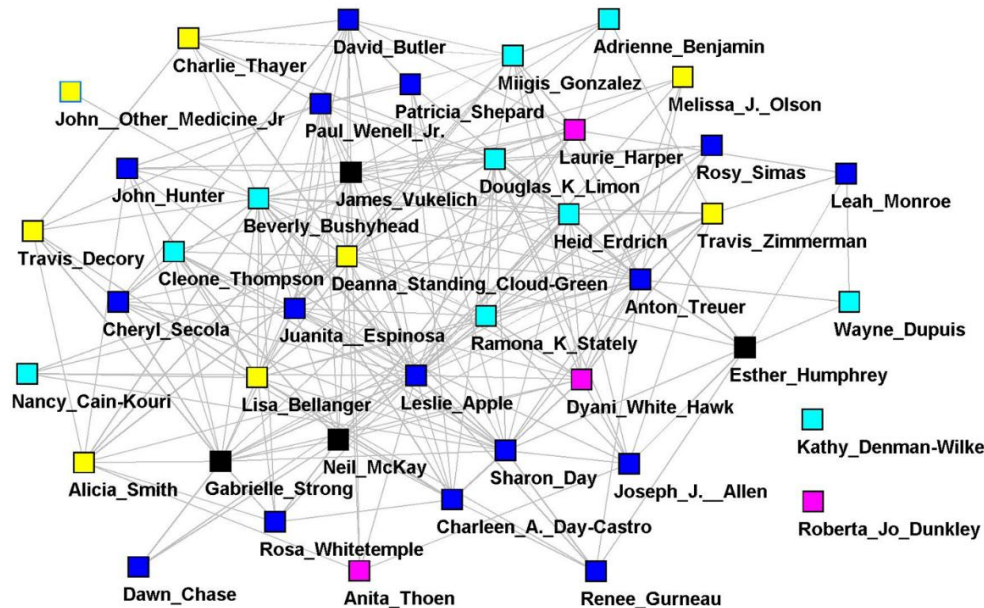 David_Butler
Adrienne_Benjamin
Charlie_Thayer
Miigis_Gonzalez
Melissa_J._Olson
Patricia_Shepard
John__Other_Medicine_Jr
Paul_Wenell_Jr.
Laurie_Harper
Rosy_Simas
John_Hunter
James_Vukelich
Douglas_K_Limon
Leah_Monroe
Beverly_Bushyhead
Heid_Erdrich
Travis_Zimmerman
Travis_Decory
Cleone_Thompson
Deanna_Standing_Cloud-Green
Anton_Treuer
Cheryl_Secola
Juanita__Espinosa
Ramona_K_Stately
Wayne_Dupuis
Esther_Humphrey
Nancy_Cain-Kouri
Lisa_Bellanger
Leslie_Apple
Dyani_White_Hawk
Kathy_Denman-Wilke
Neil_McKay
Alicia_Smith
Gabrielle_Strong
Sharon_Day
Joseph_J.__Allen
Charleen_A._Day-Castro
Roberta_Jo_Dunkley
Rosa_Whitetemple
Dawn_Chase
Anita_Thoen
Renee_Gurneau